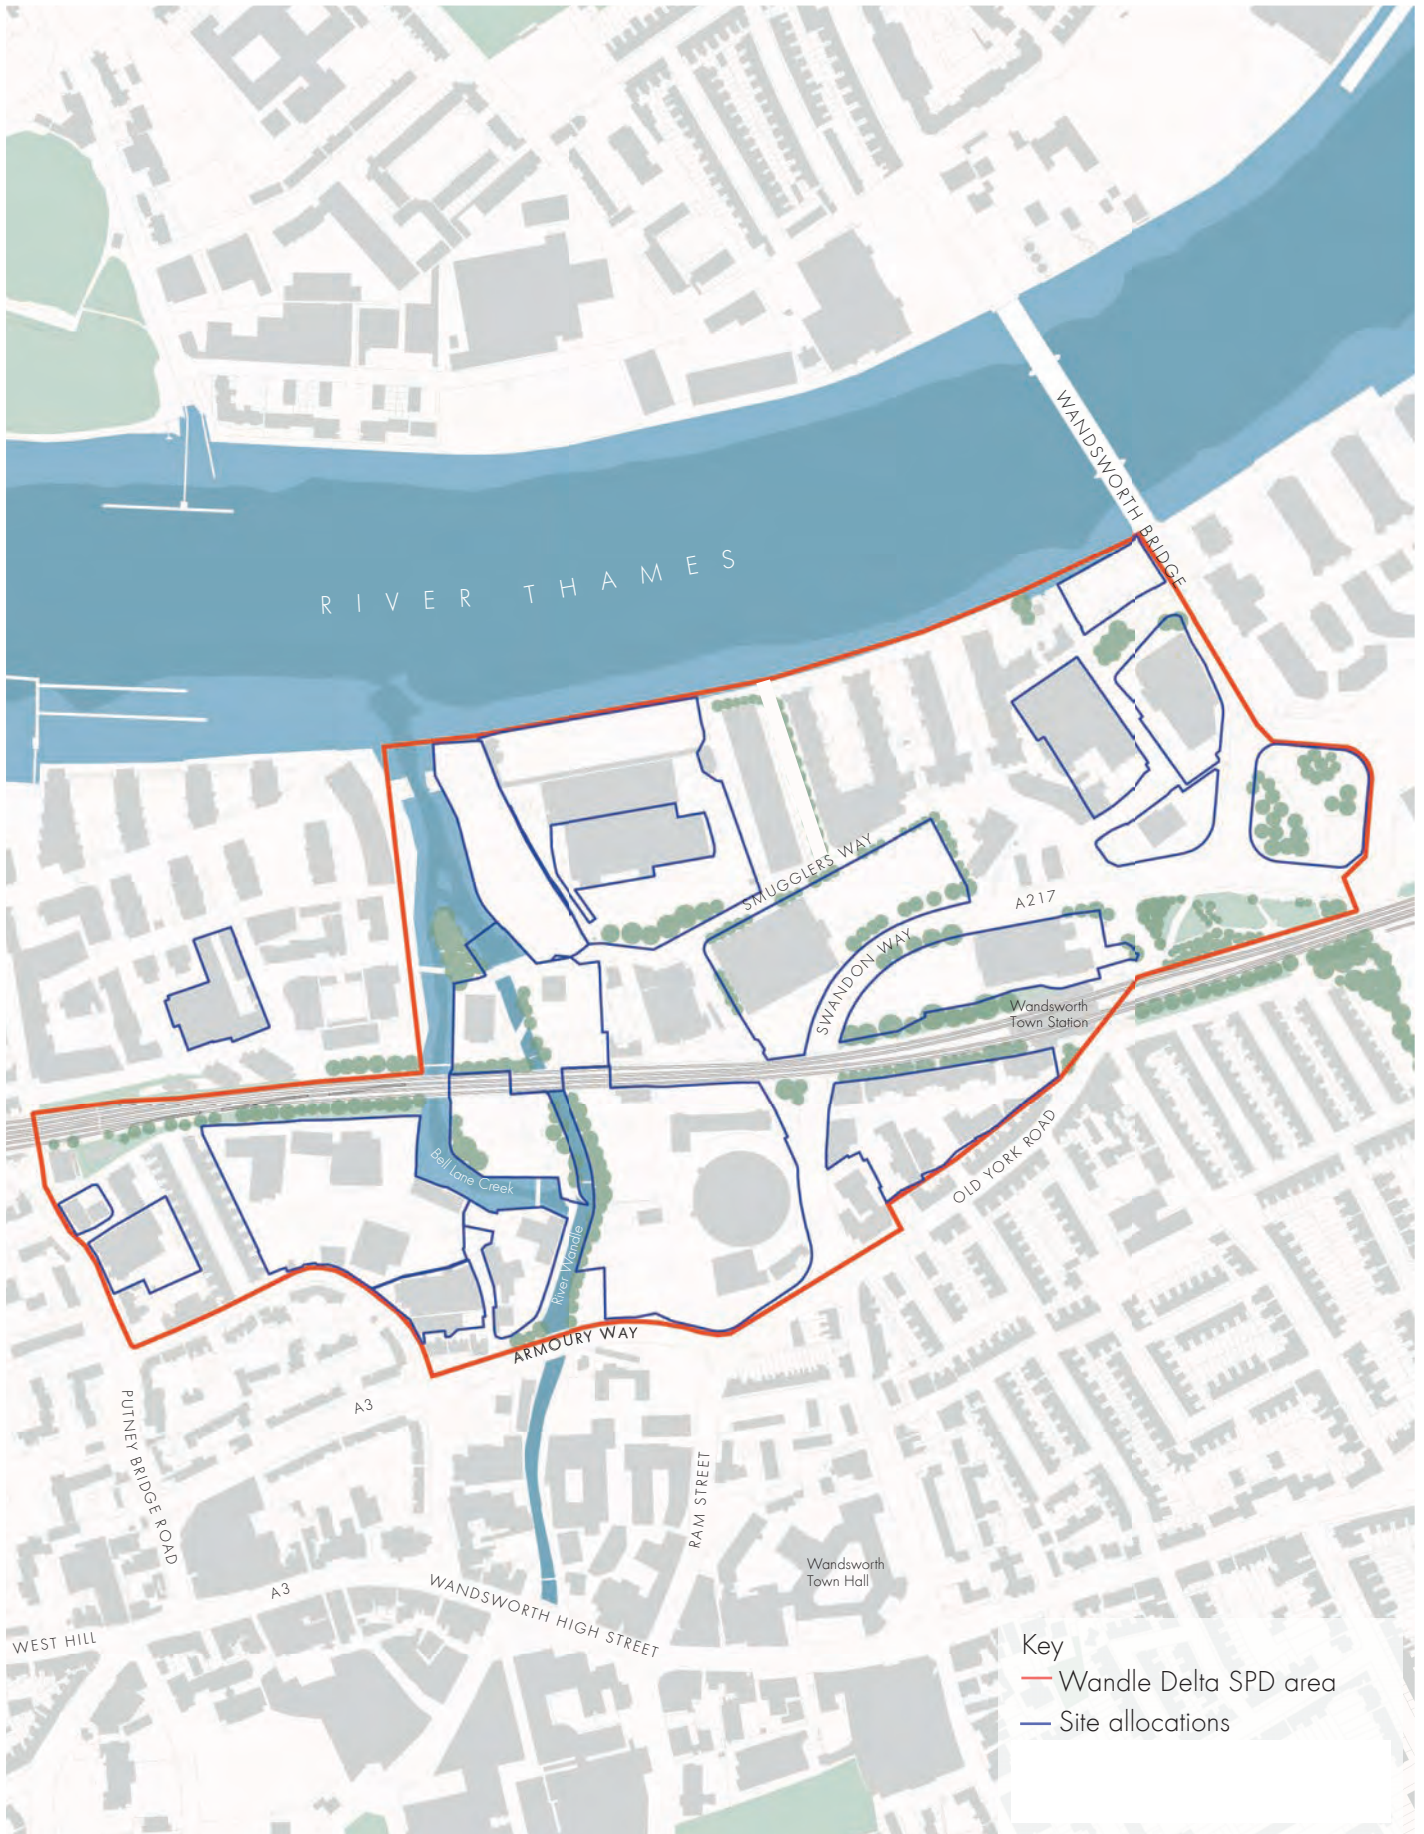 WANDSWORTH BRIDGE
RIVER THAMES
SMUGGLERS WAY
A217
SWANDON WAY
Wandsworth
Town Station
OLD YORK ROAD
Bell Lane Creek
River Wandle
ARMOURY WAY
PUTNEY BRIDGE ROAD
A3
RAM STREET
Wandsworth
Town Hall
A3
WANDSWORTH HIGH STREET
WEST HILL
Key
Wandle Delta SPD area
Site allocations